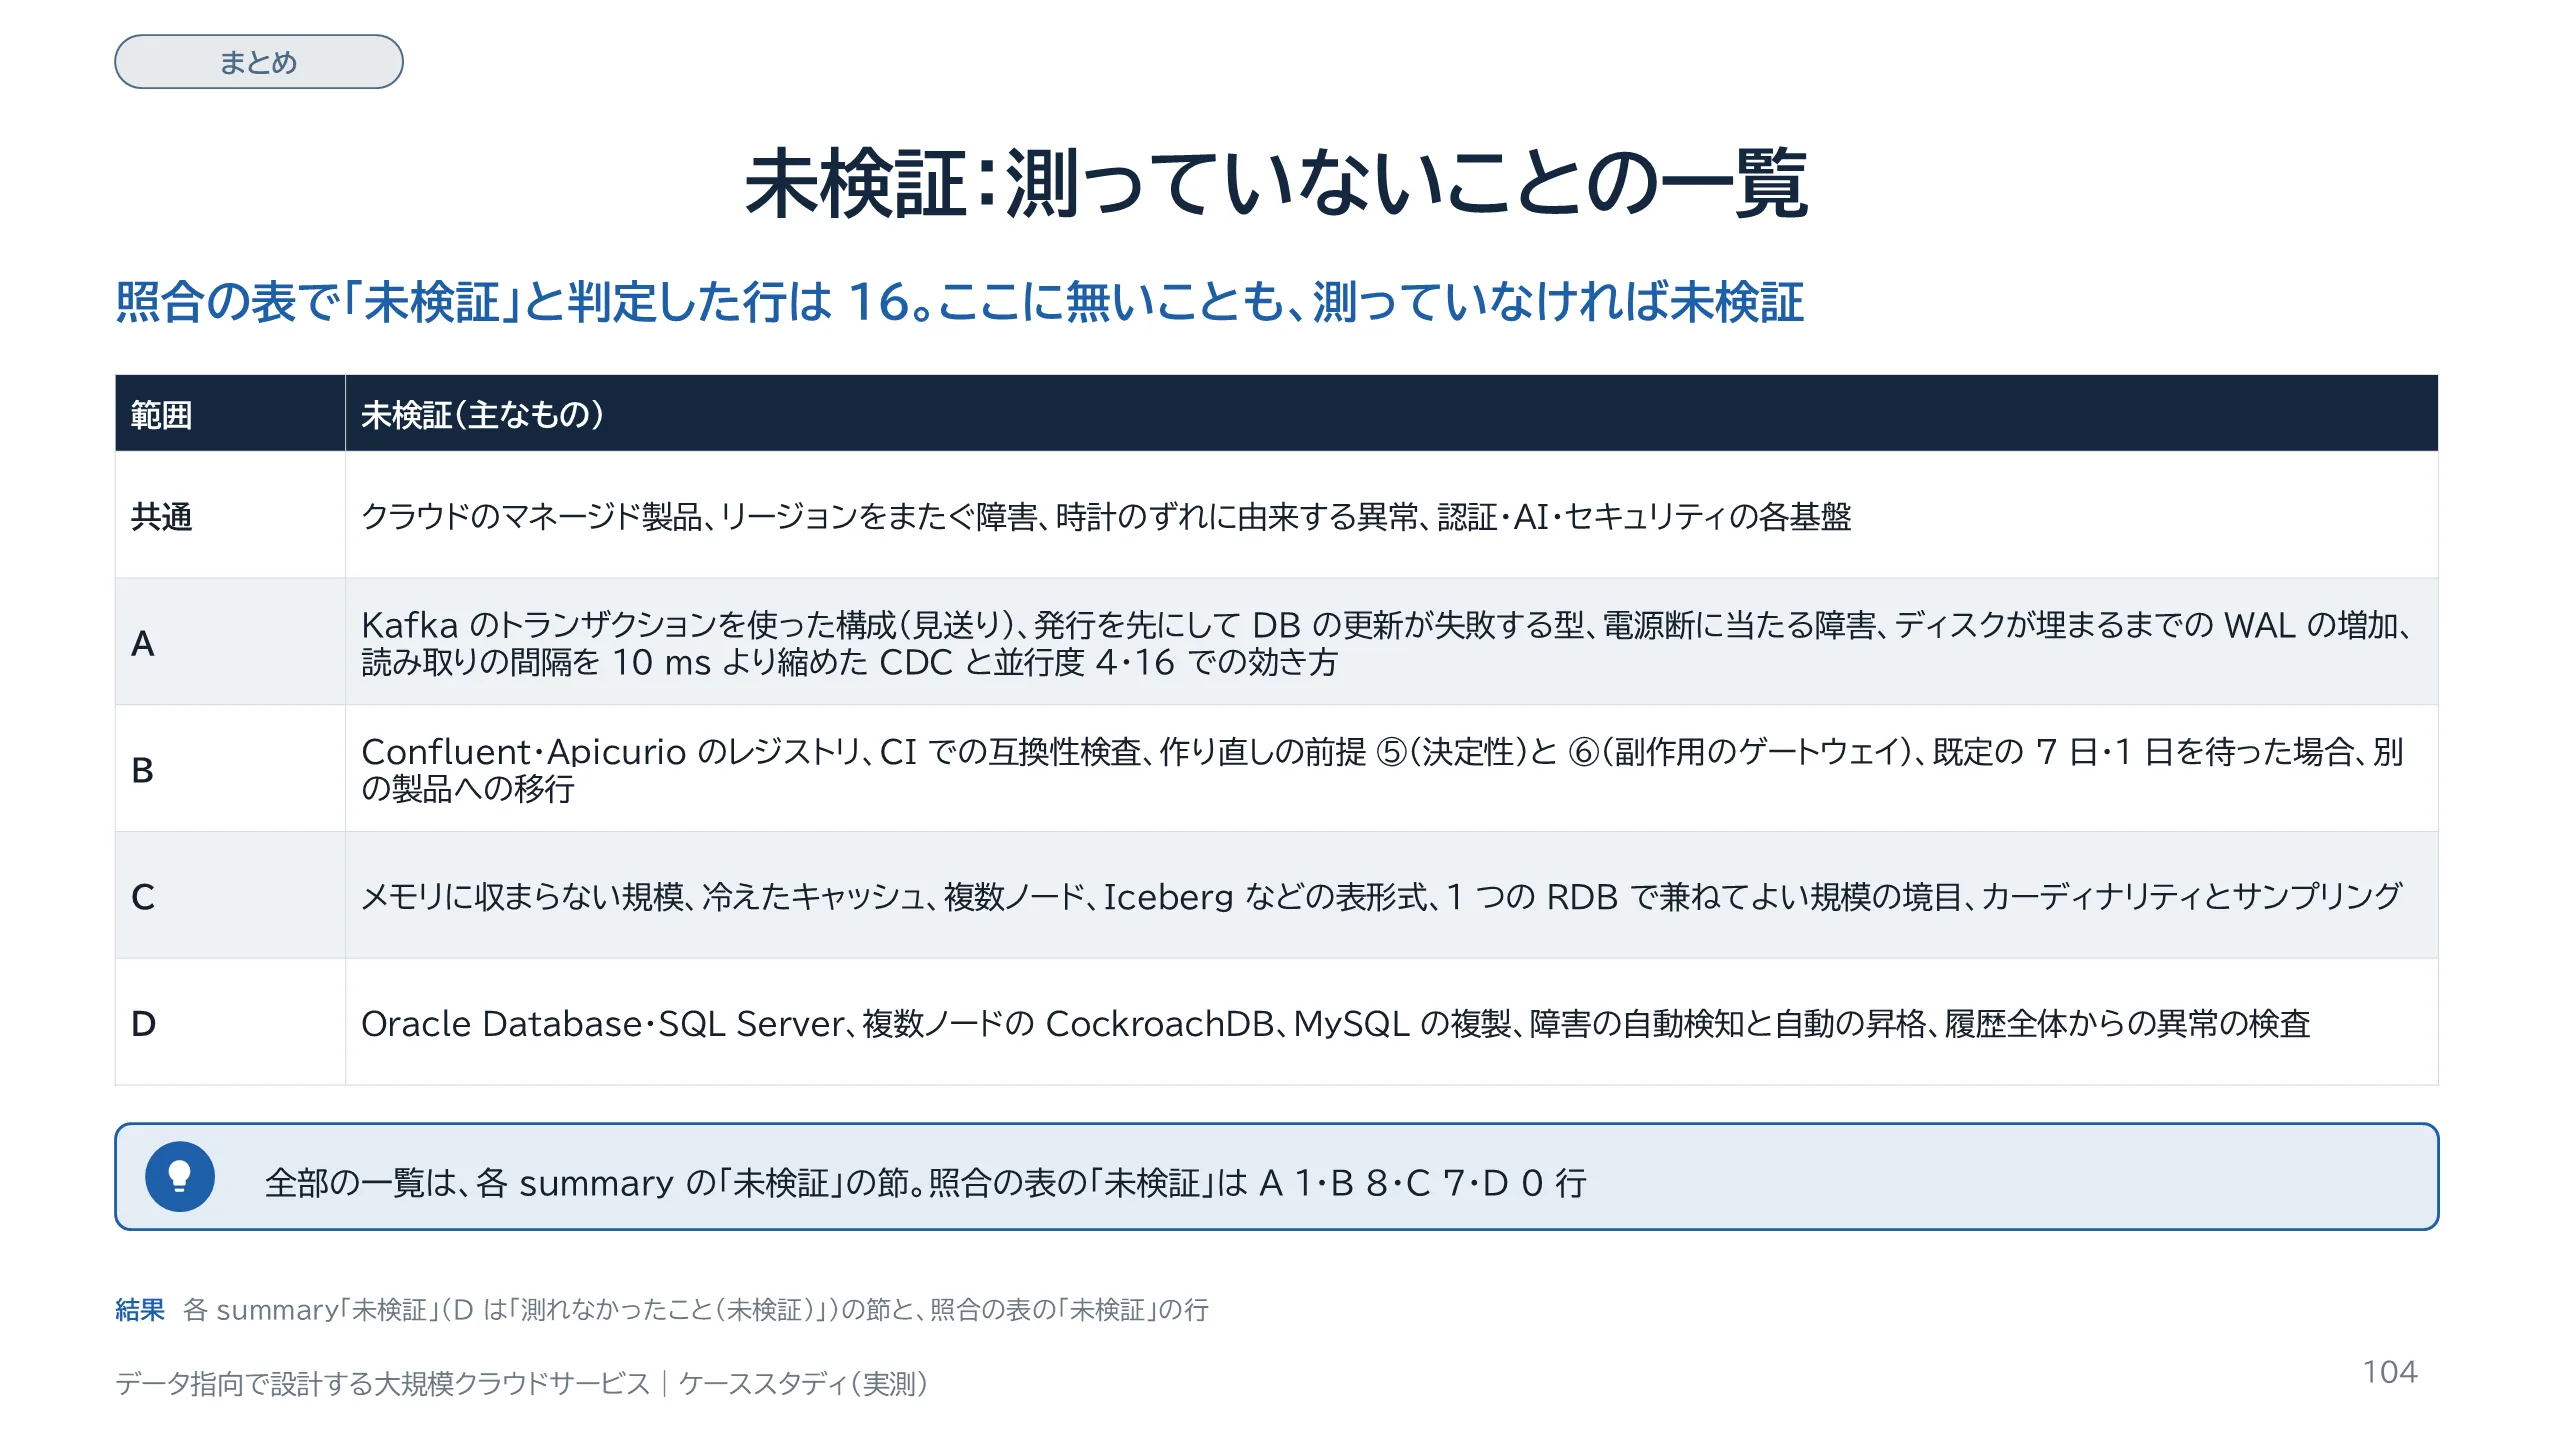 まとめ
未検証：測っていないことの一覧
照合の表で「未検証」と判定した行は 16。ここに無いことも、測っていなければ未検証
範囲
未検証（主なもの）
共通
クラウドのマネージド製品、リージョンをまたぐ障害、時計のずれに由来する異常、認証・AI・セキュリティの各基盤
A
Kafka のトランザクションを使った構成（見送り）、発行を先にして DB の更新が失敗する型、電源断に当たる障害、ディスクが埋まるまでの WAL の増加、
読み取りの間隔を 10 ms より縮めた CDC と並行度 4・16 での効き方
B
Confluent・Apicurio のレジストリ、CI での互換性検査、作り直しの前提 ⑤（決定性）と ⑥（副作用のゲートウェイ）、既定の 7 日・1 日を待った場合、別
の製品への移行
C
メモリに収まらない規模、冷えたキャッシュ、複数ノード、Iceberg などの表形式、1 つの RDB で兼ねてよい規模の境目、カーディナリティとサンプリング
D
Oracle Database・SQL Server、複数ノードの CockroachDB、MySQL の複製、障害の自動検知と自動の昇格、履歴全体からの異常の検査
全部の一覧は、各 summary の「未検証」の節。照合の表の「未検証」は A 1・B 8・C 7・D 0 行
結果 各 summary「未検証」（D は「測れなかったこと（未検証）」）の節と、照合の表の「未検証」の行
データ指向で設計する大規模クラウドサービス｜ケーススタディ（実測）
104